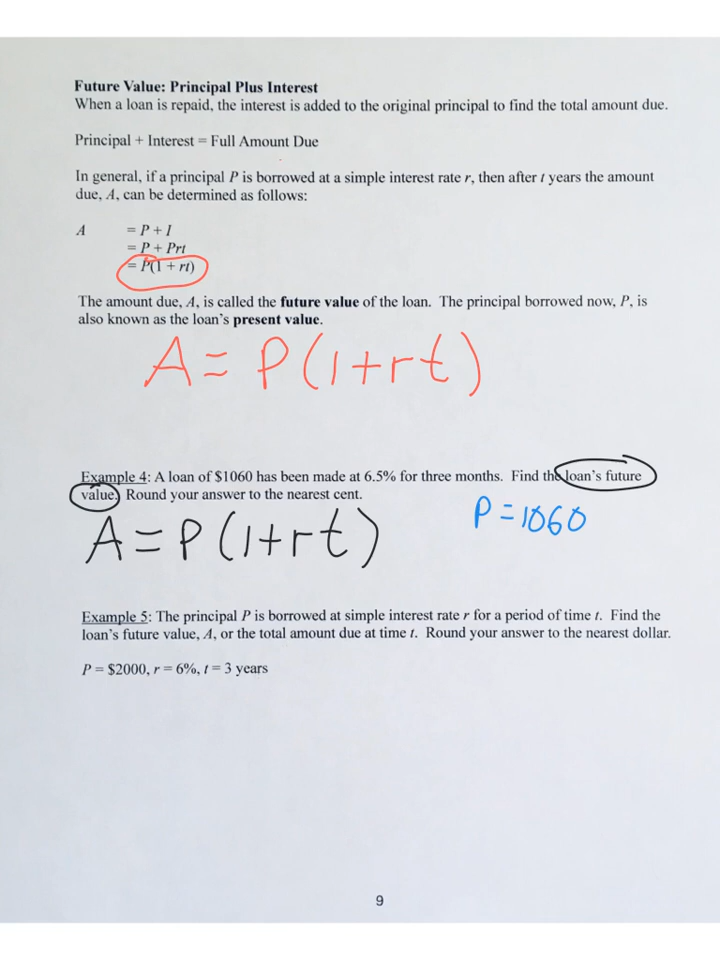 Future Value: Principal Plus Interest
When a loan is repaid, the interest is added to the original principal to find the total amount due.
Principal + Interest = Full Amount Due
In general, if a principal P is borrowed at a simple interest rate r, then after t years the amount
due, A, can be determined as follows:
A = P + I
= P + Prt
= P(1 + rt)
The amount due, A, is called the future value of the loan. The principal borrowed now, P, is
also known as the loan's present value.
A = P(1+rt)
Example 4: A loan of $1060 has been made at 6.5% for three months. Find the loan's future
value. Round your answer to the nearest cent.
A = P(1+rt)
P = 1060
Example 5: The principal P is borrowed at simple interest rate r for a period of time t. Find the
loan's future value, A, or the total amount due at time t. Round your answer to the nearest dollar.
P = $2000, r = 6%, t = 3 years
9